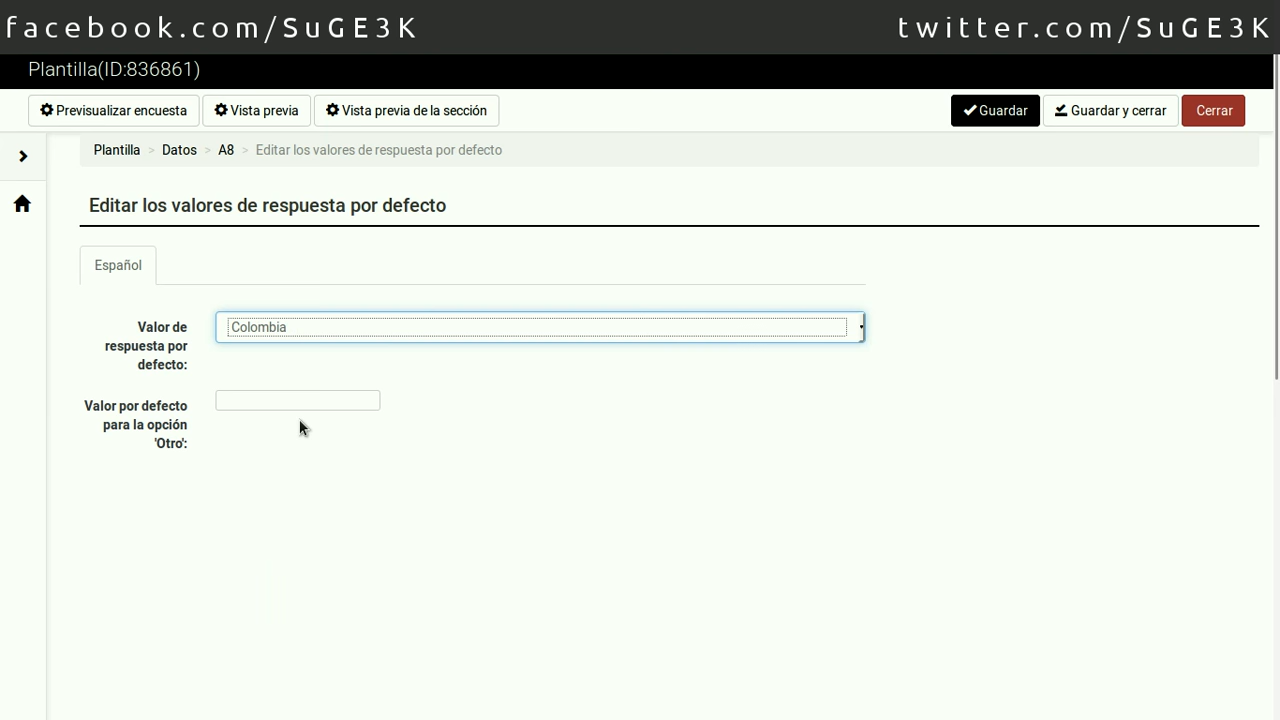 facebook.com/SuGE3K twitter.com/SuGE3K
Plantilla(ID:836861)
Previsualizar encuesta Vista previa Vista previa de la sección Guardar Guardar y cerrar Cerrar
Plantilla > Datos > A8 > Editar los valores de respuesta por defecto
Editar los valores de respuesta por defecto
Español
Valor de
respuesta por
defecto:
Colombia
Valor por defecto
para la opción
'Otro':